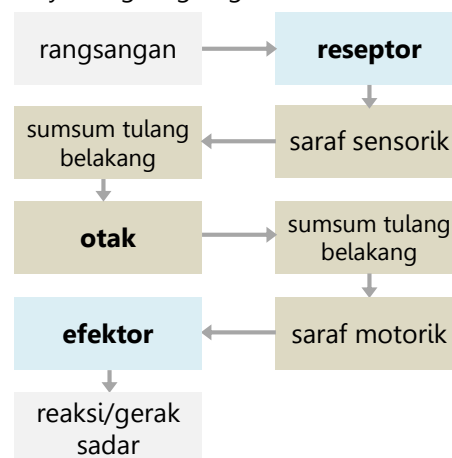 rangsangan
reseptor
sumsum tulang
belakang
saraf sensorik
otak
sumsum tulang
belakang
efektor
saraf motorik
reaksi/gerak
sadar